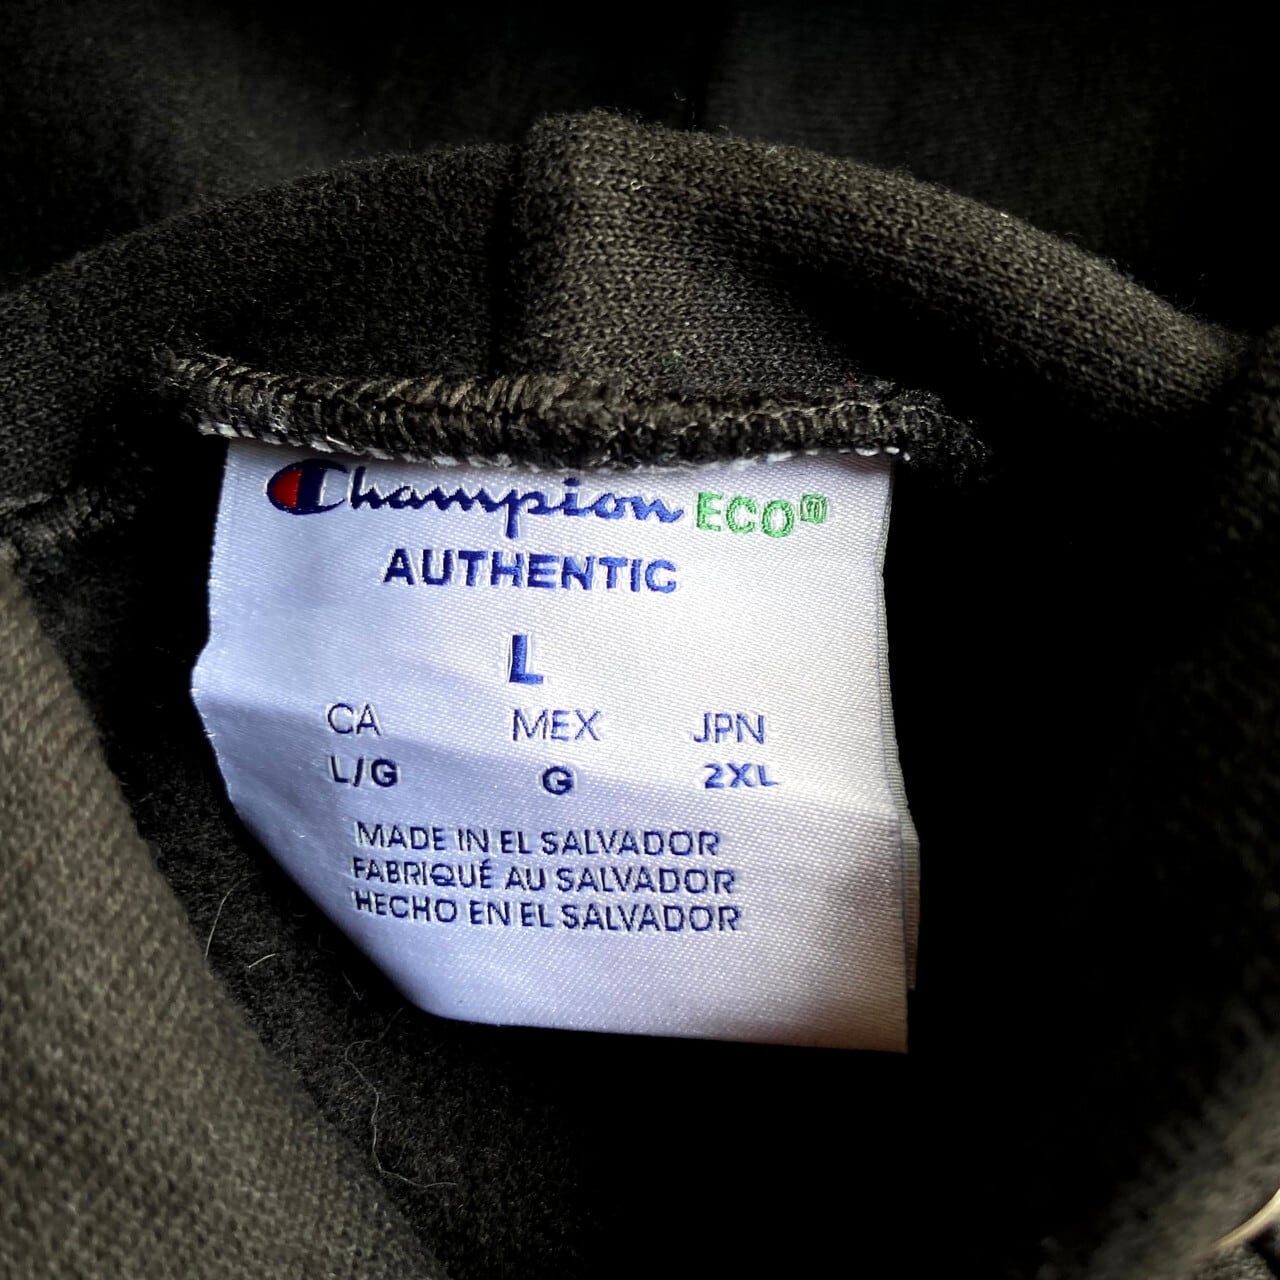 Champion ECO
AUTHENTIC
L
CA MEX JPN
L/G G 2XL
MADE IN EL SALVADOR
FABRIQUÉ AU SALVADOR
HECHO EN EL SALVADOR